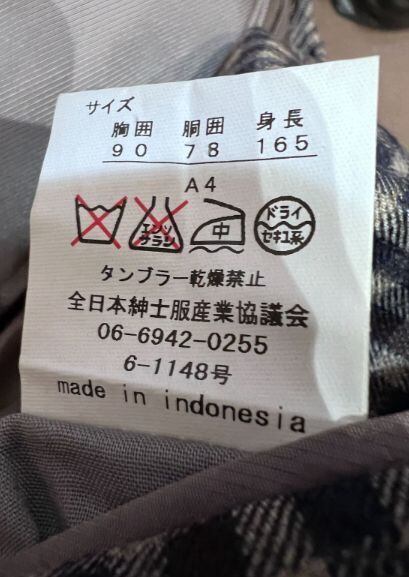 サイズ
胸囲 胴囲 身長
90 78 165
A4
エンソサラシ 中 ドライ セキユ系
タンブラー乾燥禁止
全日本紳士服産業協議会
06-6942-0255
6-1148号
made in indonesia